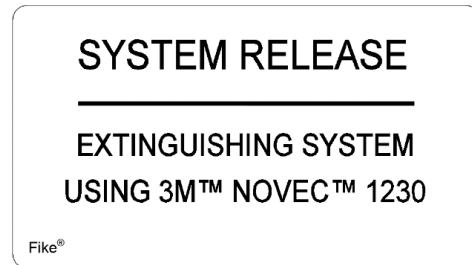 SYSTEM RELEASE
EXTINGUISHING SYSTEM
USING 3M™ NOVEC™ 1230
Fike®